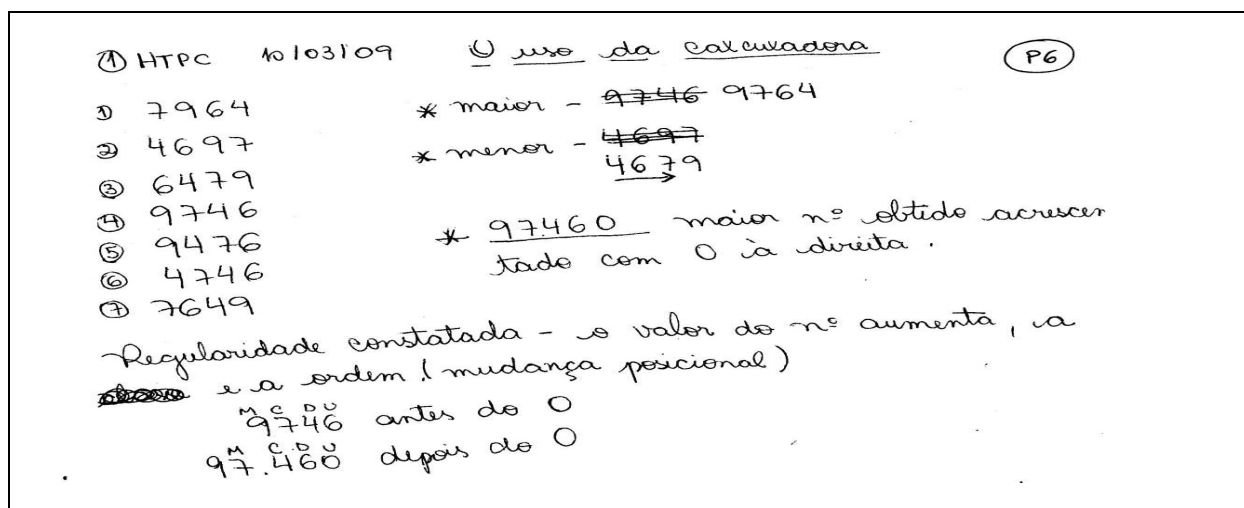 ① HTPC 10/03/09 O uso da calculadora P6
① 7964 * maior - 9746 9764
② 4697 * menor - 4697
③ 6479 4679
④ 9746
⑤ 9476 * 97460 maior nº obtido acrescen
⑥ 4746 tado com 0 à direita.
⑦ 7649
Regularidade constatada - o valor do nº aumenta, a
e a ordem (mudança posicional)
M C D U
9746 antes do 0
M C D U
97.460 depois do 0